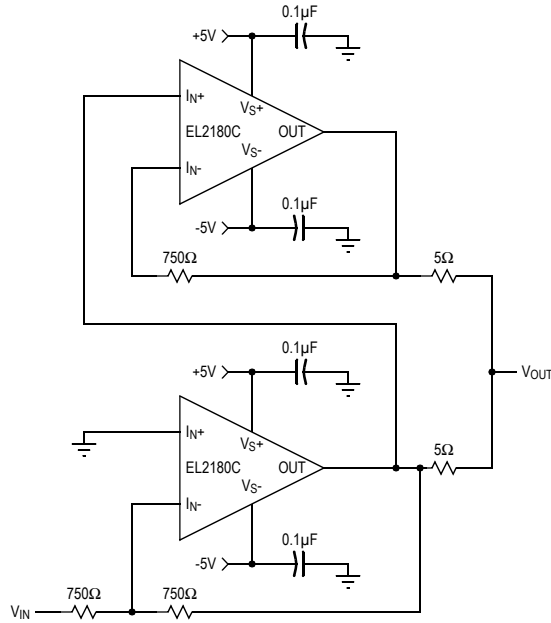 0.1µF
+5V
IN+
VS+
EL2180C OUT
VS-
IN-
0.1µF
-5V
750Ω
5Ω
0.1µF
+5V
VOUT
IN+
VS+
EL2180C OUT
5Ω
VS-
IN-
0.1µF
-5V
750Ω 750Ω
VIN